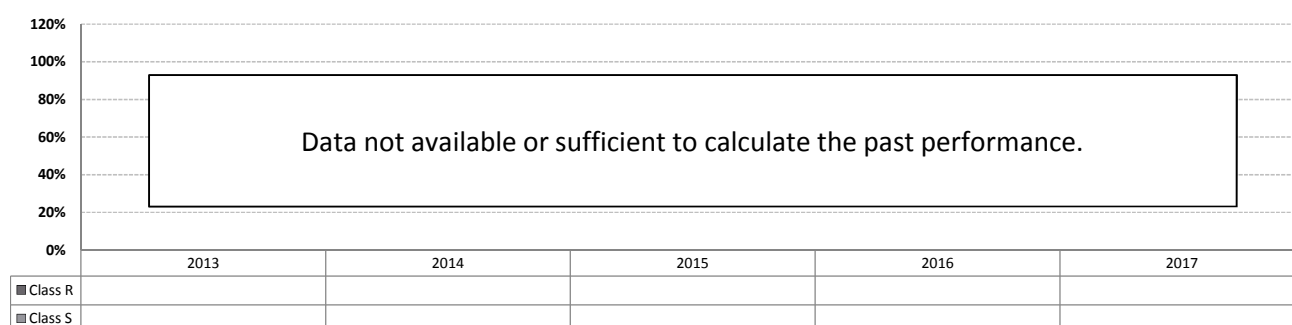 120%
100%
80%
60%
40%
20%
0%
Data not available or sufficient to calculate the past performance.
2013 2014 2015 2016 2017
Class R
Class S